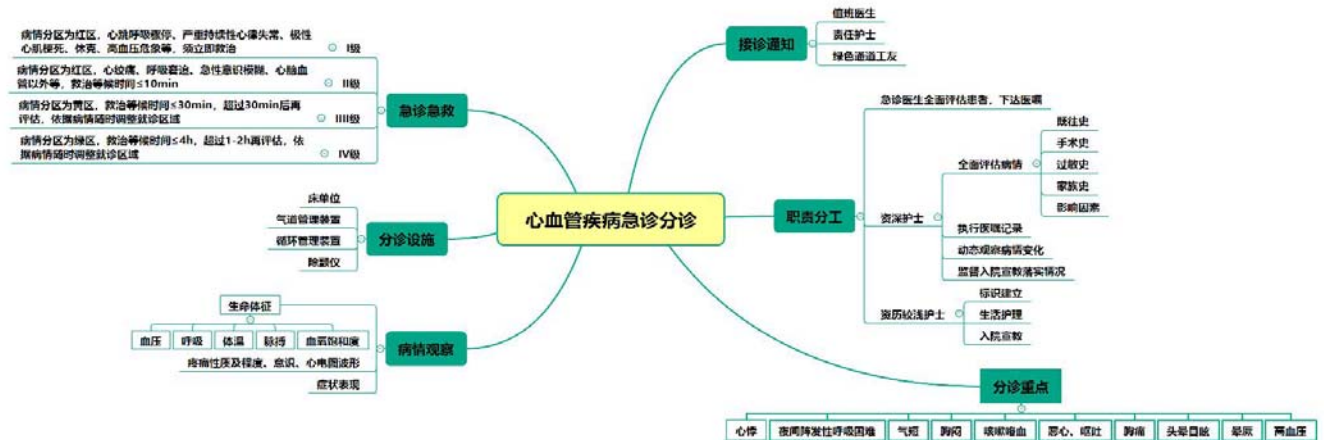 心血管疾病急诊分诊
急诊急救
病情分区为红区，心跳呼吸骤停、严重持续性心律失常、极性
心肌梗死、休克、高血压危象等，须立即救治
I级
病情分区为红区，心绞痛、呼吸窘迫、急性意识模糊、心脑血
管以外等，救治等候时间≤10min
II级
病情分区为黄区，救治等候时间≤30min，超过30min后再
评估，依据病情随时调整就诊区域
IIII级
病情分区为绿区，救治等候时间≤4h，超过1-2h再评估，依
据病情随时调整就诊区域
IV级
分诊设施
床单位
气道管理装置
循环管理装置
除颤仪
病情观察
生命体征
血压
呼吸
体温
脉搏
血氧饱和度
疼痛性质及程度、意识、心电图波形
症状表现
接诊通知
值班医生
责任护士
绿色通道工友
职责分工
急诊医生全面评估患者，下达医嘱
资深护士
全面评估病情
既往史
手术史
过敏史
家族史
影响因素
执行医嘱记录
动态观察病情变化
监督入院宣教落实情况
资历较浅护士
标识建立
生活护理
入院宣教
分诊重点
心悸
夜间阵发性呼吸困难
气短
胸闷
咳嗽咯血
恶心、呕吐
胸痛
头晕目眩
晕厥
高血压